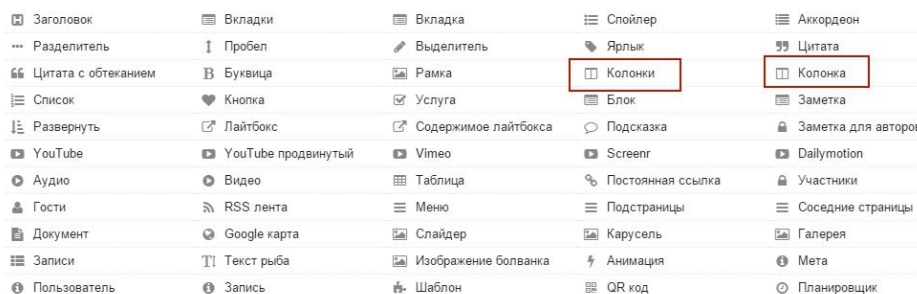 Заголовок Вкладки Вкладка Спойлер Аккордеон
Разделитель Пробел Выделитель Ярлык Цитата
Цитата с обтеканием Буквица Рамка Колонки Колонка
Список Кнопка Услуга Блок Заметка
Развернуть Лайтбокс Содержимое лайтбокса Подсказка Заметка для авторов
YouTube YouTube продвинутый Vimeo Screenr Dailymotion
Аудио Видео Таблица Постоянная ссылка Участники
Гости RSS лента Меню Подстраницы Соседние страницы
Документ Google карта Слайдер Карусель Галерея
Записи Текст рыба Изображение болванка Анимация Мета
Пользователь Запись Шаблон QR код Планировщик